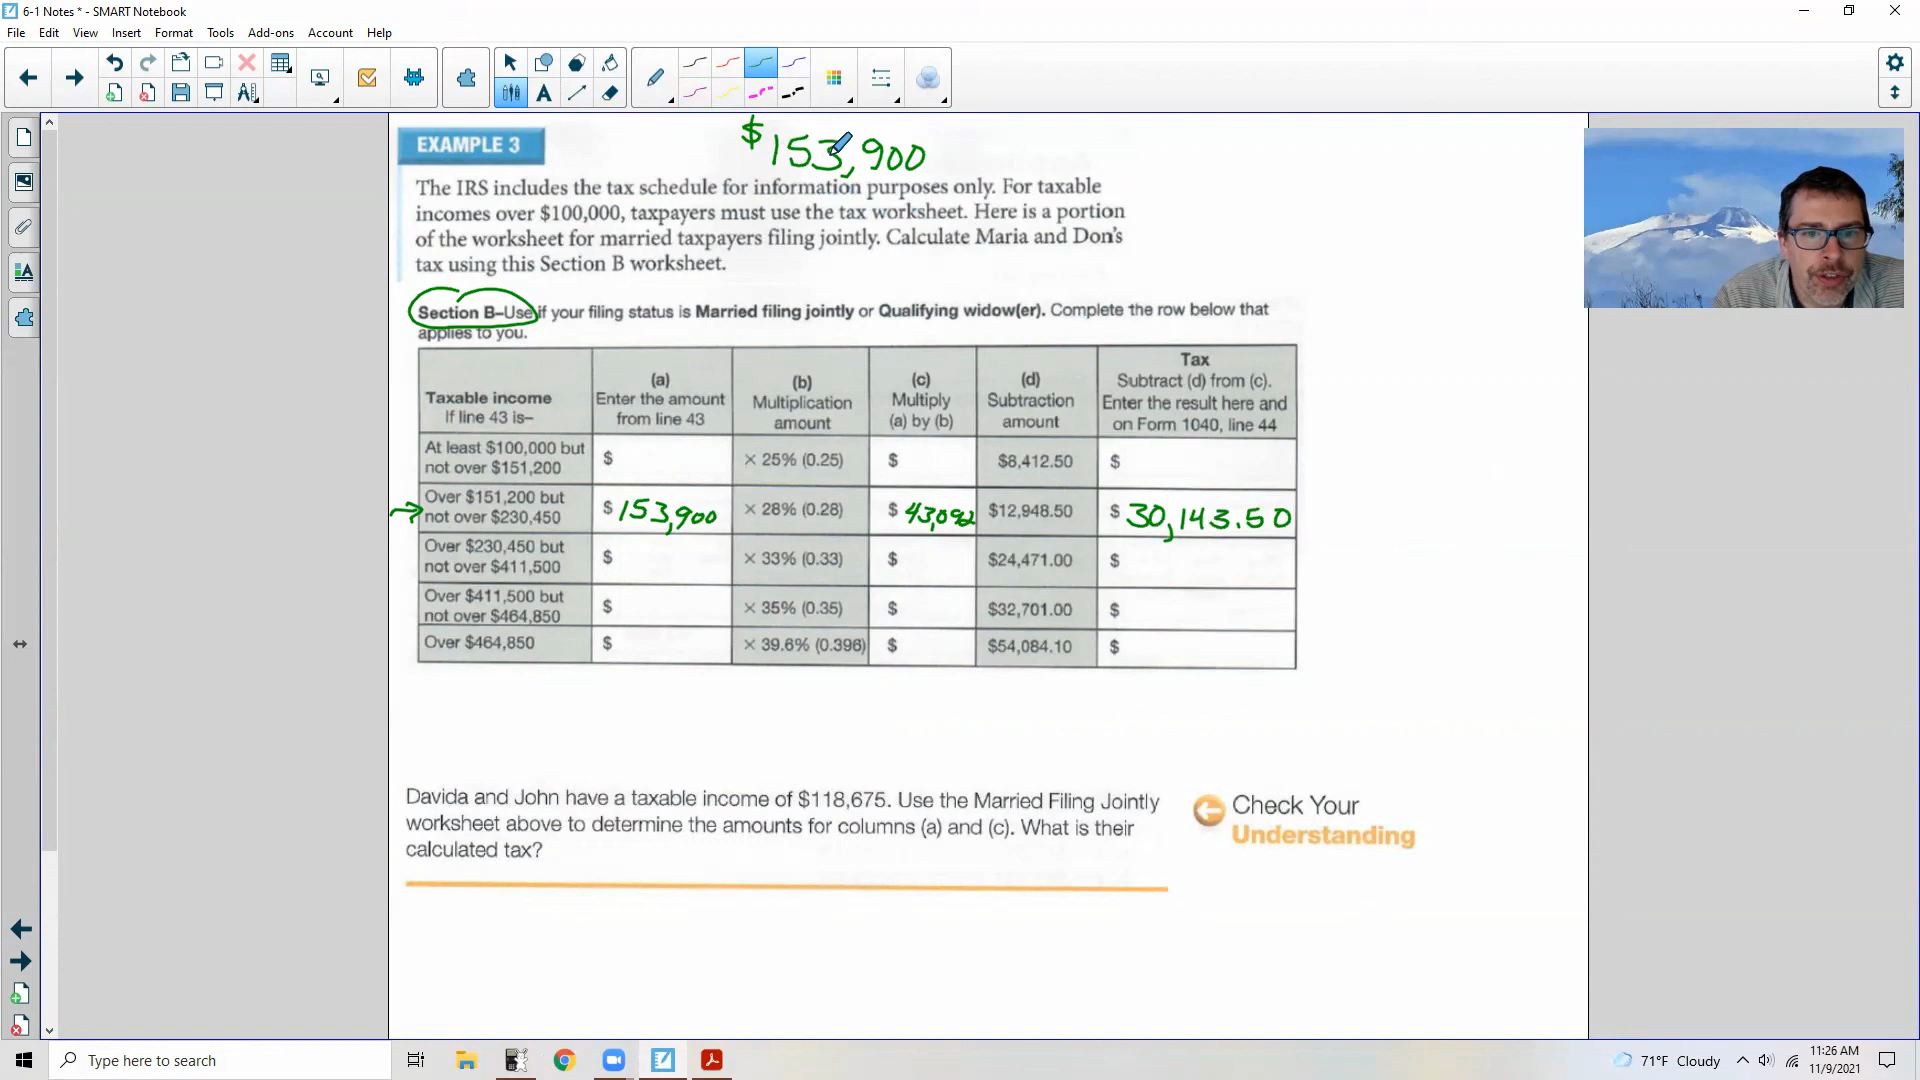 6-1 Notes * - SMART Notebook
File Edit View Insert Format Tools Add-ons Account Help
EXAMPLE 3
$153,900
The IRS includes the tax schedule for information purposes only. For taxable
incomes over $100,000, taxpayers must use the tax worksheet. Here is a portion
of the worksheet for married taxpayers filing jointly. Calculate Maria and Don's
tax using this Section B worksheet.
Section B–Use if your filing status is Married filing jointly or Qualifying widow(er). Complete the row below that
applies to you.
Taxable income
If line 43 is–
(a)
Enter the amount
from line 43
(b)
Multiplication
amount
(c)
Multiply
(a) by (b)
(d)
Subtraction
amount
Tax
Subtract (d) from (c).
Enter the result here and
on Form 1040, line 44
At least $100,000 but
not over $151,200
$
× 25% (0.25)
$
$8,412.50
$
Over $151,200 but
not over $230,450
$ 153,900
× 28% (0.28)
$ 43,092
$12,948.50
$ 30,143.50
Over $230,450 but
not over $411,500
$
× 33% (0.33)
$
$24,471.00
$
Over $411,500 but
not over $464,850
$
× 35% (0.35)
$
$32,701.00
$
Over $464,850
$
× 39.6% (0.396)
$
$54,084.10
$
Davida and John have a taxable income of $118,675. Use the Married Filing Jointly
worksheet above to determine the amounts for columns (a) and (c). What is their
calculated tax?
Check Your
Understanding
Type here to search
71°F Cloudy
11:26 AM
11/9/2021